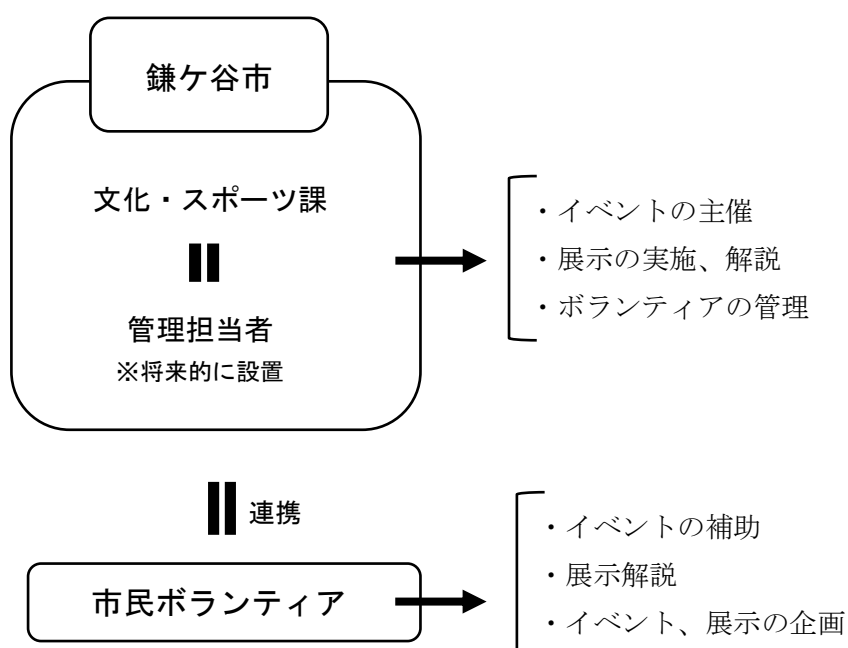 鎌ケ谷市
文化・スポーツ課
管理担当者
※将来的に設置
・イベントの主催
・展示の実施、解説
・ボランティアの管理
連携
市民ボランティア
・イベントの補助
・展示解説
・イベント、展示の企画